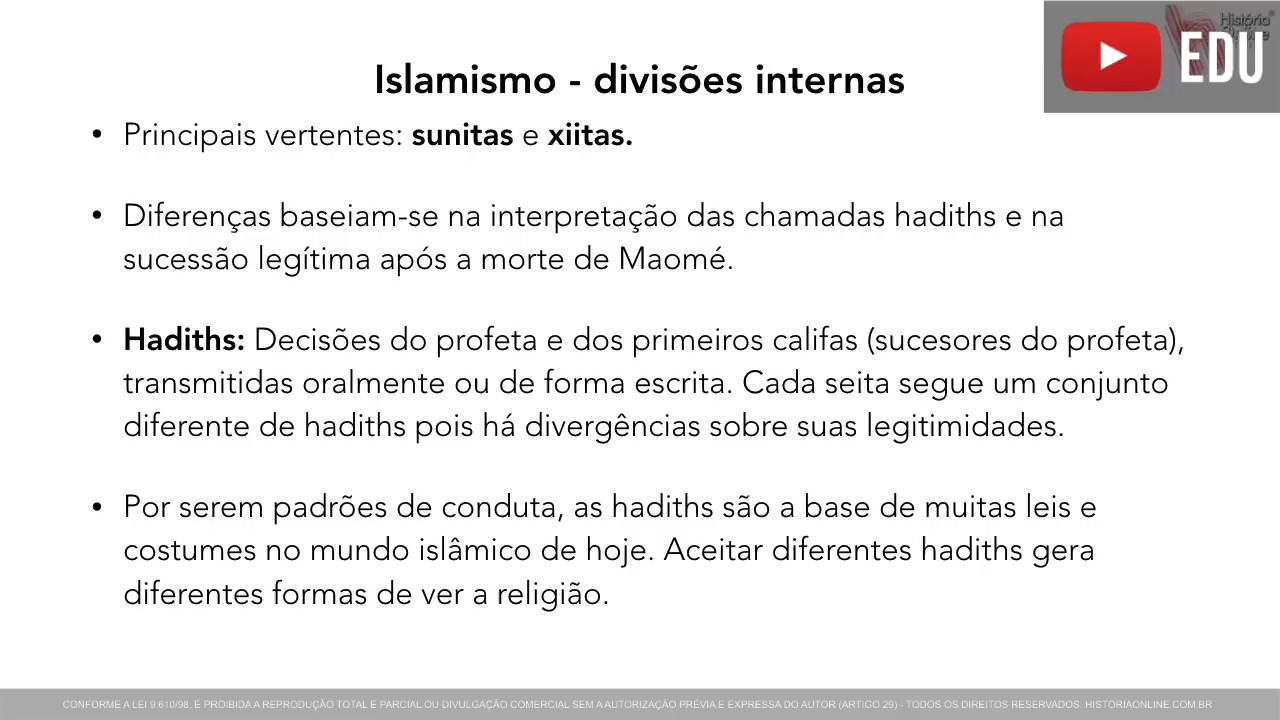 História
Online
EDU
Islamismo - divisões internas
• Principais vertentes: sunitas e xiitas.
• Diferenças baseiam-se na interpretação das chamadas hadiths e na
sucessão legítima após a morte de Maomé.
• Hadiths: Decisões do profeta e dos primeiros califas (sucesores do profeta),
transmitidas oralmente ou de forma escrita. Cada seita segue um conjunto
diferente de hadiths pois há divergências sobre suas legitimidades.
• Por serem padrões de conduta, as hadiths são a base de muitas leis e
costumes no mundo islâmico de hoje. Aceitar diferentes hadiths gera
diferentes formas de ver a religião.
CONFORME A LEI 9.610/98, É PROIBIDA A REPRODUÇÃO TOTAL E PARCIAL OU DIVULGAÇÃO COMERCIAL SEM A AUTORIZAÇÃO PRÉVIA E EXPRESSA DO AUTOR (ARTIGO 29) - TODOS OS DIREITOS RESERVADOS. HISTORIAONLINE.COM.BR